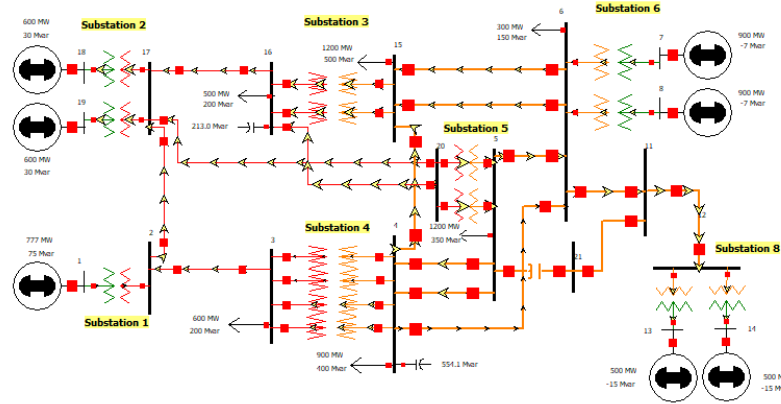 600 MW
30 Mvar
Substation 2
18
17
19
600 MW
30 Mvar
Substation 3
16
1200 MW
500 Mvar
15
500 MW
200 Mvar
213.0 Mvar
Substation 6
6
300 MW
150 Mvar
7
900 MW
-7 Mvar
8
900 MW
-7 Mvar
Substation 5
20
5
1200 MW
350 Mvar
11
12
21
777 MW
75 Mvar
1
2
Substation 1
Substation 4
3
4
600 MW
200 Mvar
900 MW
400 Mvar
554.1 Mvar
Substation 8
13
14
500 MW
-15 Mvar
500 M
-15 M